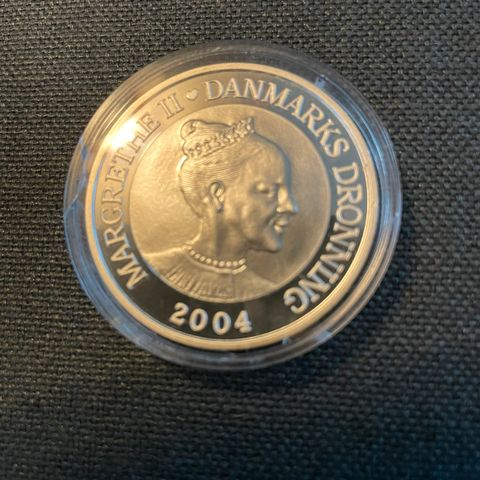 MARGRETHE II ♥ DANMARKS DRONNING
2004